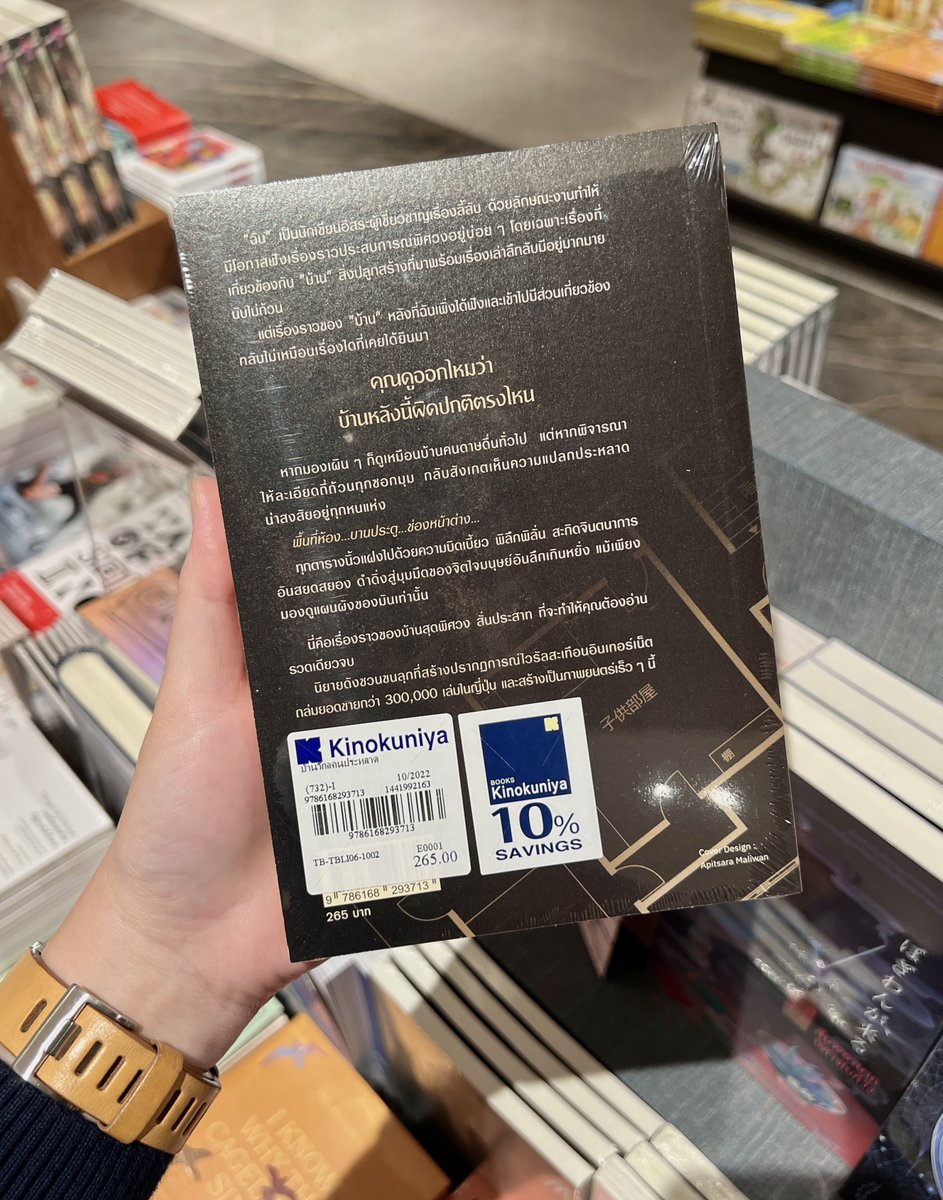 "ฉัน" เป็นนักเขียนอิสระผู้เชี่ยวชาญเรื่องลี้ลับ ด้วยลักษณะงานทำให้
มีโอกาสฟังเรื่องราวประสบการณ์พิศวงอยู่บ่อย ๆ โดยเฉพาะเรื่องที่
เกี่ยวข้องกับ "บ้าน" สิ่งปลูกสร้างที่มาพร้อมเรื่องเล่าลึกลับมีอยู่มากมาย
นับไม่ถ้วน
แต่เรื่องราวของ "บ้าน" หลังที่ฉันเพิ่งได้ฟังและเข้าไปมีส่วนเกี่ยวข้อง
กลับไม่เหมือนเรื่องใดที่เคยได้ยินมา
คุณดูออกไหมว่า
บ้านหลังนี้ผิดปกติตรงไหน
หากมองเผิน ๆ ก็ดูเหมือนบ้านคนดาษดื่นทั่วไป แต่หากพิจารณา
ให้ละเอียดถี่ถ้วนทุกซอกมุม กลับสังเกตเห็นความแปลกประหลาด
น่าสงสัยอยู่ทุกหนแห่ง
พื้นที่ห้อง...บานประตู...ช่องหน้าต่าง...
ทุกตารางนิ้วแฝงไปด้วยความบิดเบี้ยว พิลึกพิลั่น สะกิดจินตนาการ
อันสยดสยอง ดำดิ่งสู่มุมมืดของจิตใจมนุษย์อันลึกเกินหยั่ง แม้เพียง
มองดูแผนผังของมันเท่านั้น
นี่คือเรื่องราวของบ้านสุดพิศวง สั่นประสาท ที่จะทำให้คุณต้องอ่าน
รวดเดียวจบ
นิยายดังชวนขนลุกที่สร้างปรากฏการณ์ไวรัลสะเทือนอินเทอร์เน็ต
ถล่มยอดขายกว่า 300,000 เล่มในญี่ปุ่น และสร้างเป็นภาพยนตร์เร็ว ๆ นี้
子供部屋
棚
Kinokuniya
บ้านวิกลคนประหลาด
(732)-I 10/2022
9786168293713 1441992163
9786168293713
TB-TBLI06-1002 E0001
265.00
BOOKS
Kinokuniya
10%
SAVINGS
9 786168 293713
265 บาท
Cover Design :
Apitsara Maliwan
I KNOW
WHY TH
CAGE
S